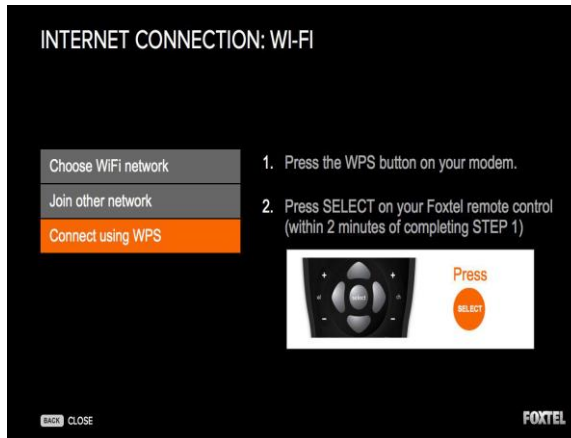 INTERNET CONNECTION: WI-FI
Choose WiFi network
Join other network
Connect using WPS
1. Press the WPS button on your modem.
2. Press SELECT on your Foxtel remote control
(within 2 minutes of completing STEP 1)
+ +
select
ch
- -
Press
SELECT
BACK CLOSE
FOXTEL